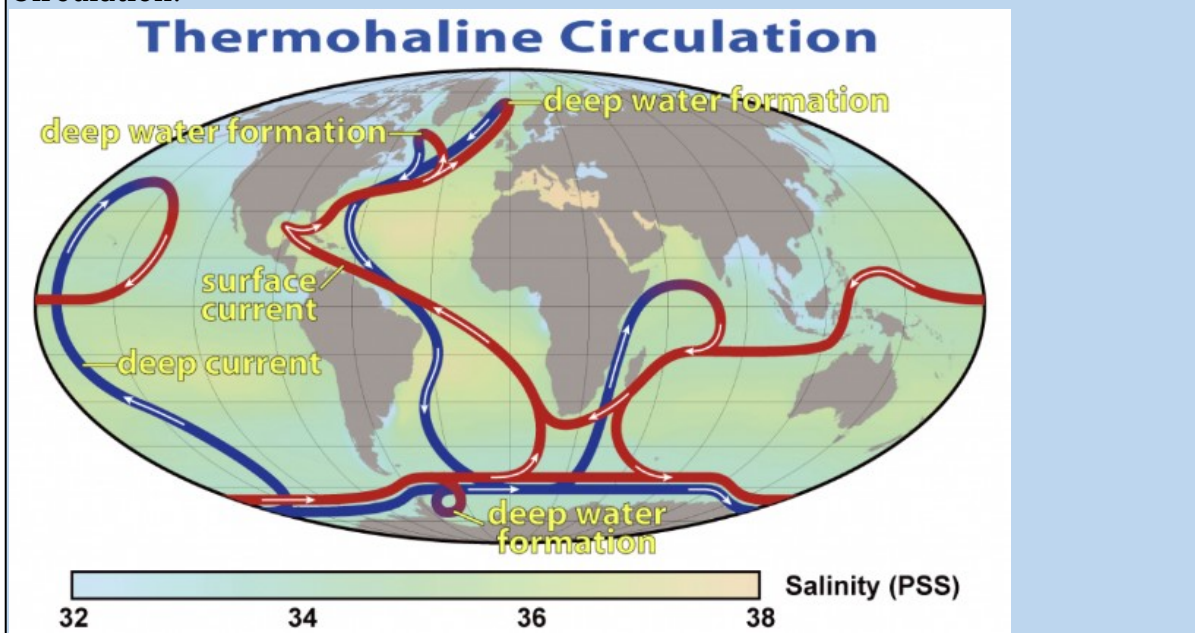 Circulation.
Thermohaline Circulation
deep water formation
deep water formation
surface
current
deep current
deep water
formation
Salinity (PSS)
32 34 36 38